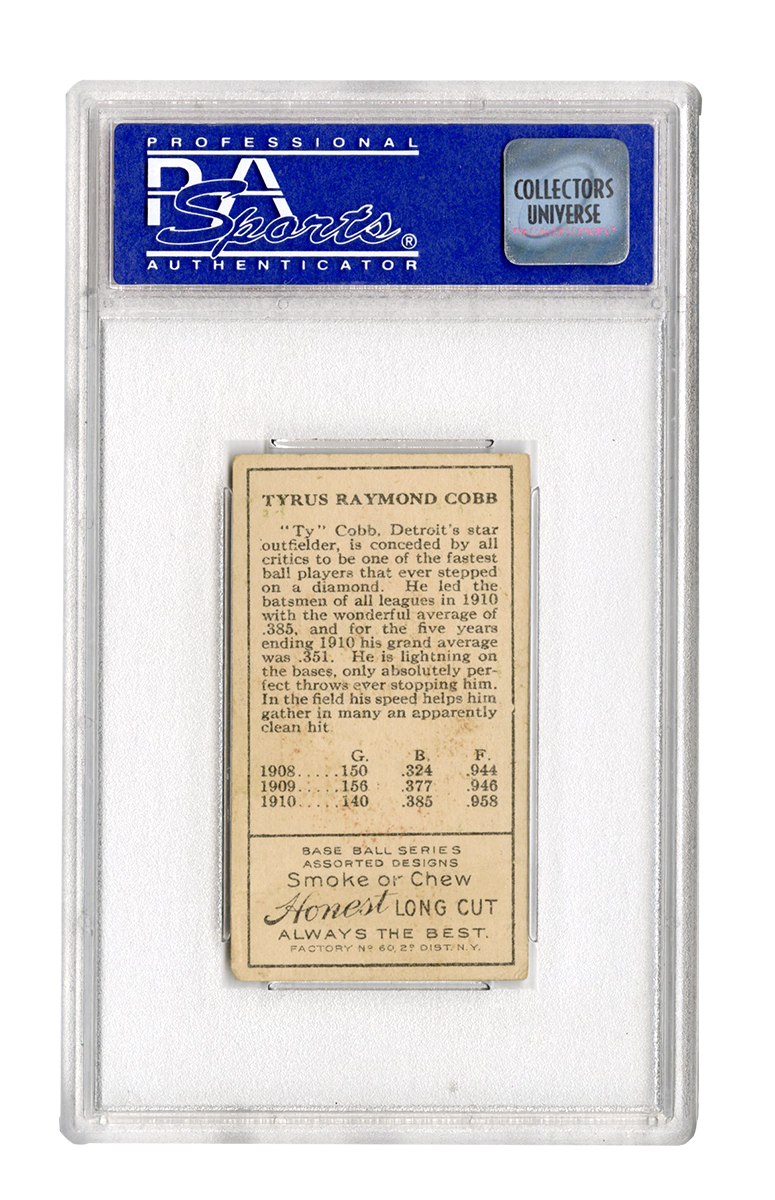 PROFESSIONAL
PSA
Sports®
AUTHENTICATOR
COLLECTORS
UNIVERSE
TYRUS RAYMOND COBB
"Ty" Cobb, Detroit's star
outfielder, is conceded by all
critics to be one of the fastest
ball players that ever stepped
on a diamond. He led the
batsmen of all leagues in 1910
with the wonderful average of
.385, and for the five years
ending 1910 his grand average
was .351. He is lightning on
the bases, only absolutely per-
fect throws ever stopping him.
In the field his speed helps him
gather in many an apparently
clean hit.
G. B. F.
1908.....150 .324 .944
1909.....156 .377 .946
1910.....140 .385 .958
BASE BALL SERIES
ASSORTED DESIGNS
Smoke or Chew
Honest LONG CUT
ALWAYS THE BEST.
FACTORY Nº 60, 2ᴰ DIST. N.Y.